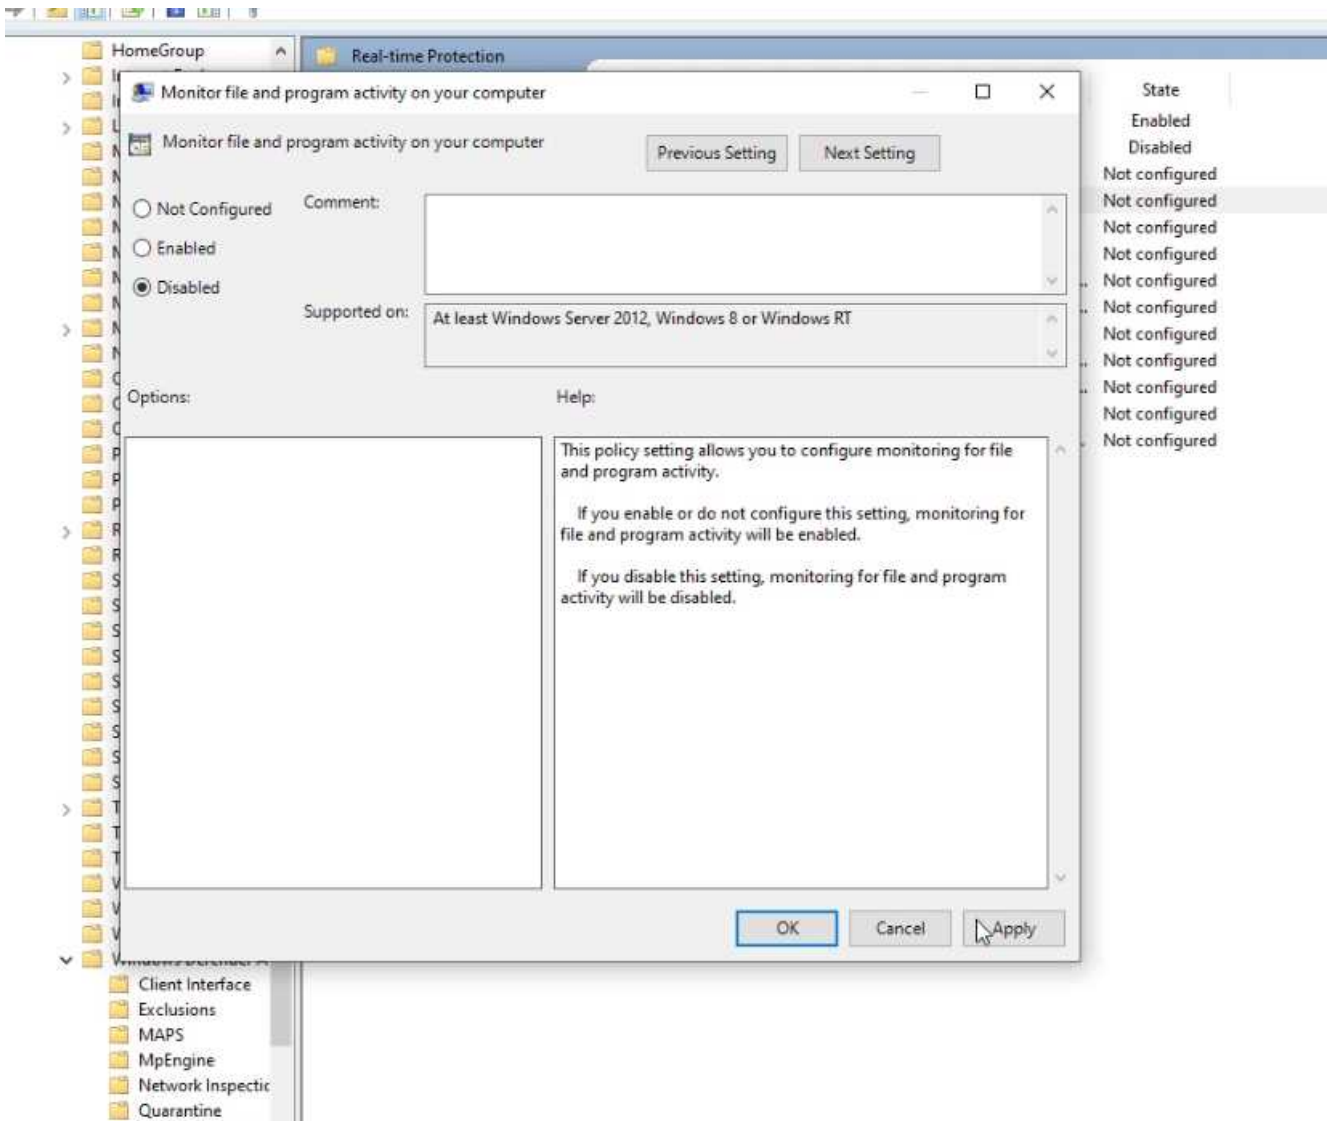 HomeGroup
Real-time Protection
Monitor file and program activity on your computer
State
Monitor file and program activity on your computer
Previous Setting
Next Setting
Enabled
Disabled
Not configured
Not configured
Not configured
Not configured
Not configured
Not configured
Not configured
Not configured
Not configured
Not configured
Not configured
Not Configured
Enabled
Disabled
Comment:
Supported on:
At least Windows Server 2012, Windows 8 or Windows RT
Options:
Help:
This policy setting allows you to configure monitoring for file
and program activity.
If you enable or do not configure this setting, monitoring for
file and program activity will be enabled.
If you disable this setting, monitoring for file and program
activity will be disabled.
OK
Cancel
Apply
Client Interface
Exclusions
MAPS
MpEngine
Network Inspectic
Quarantine